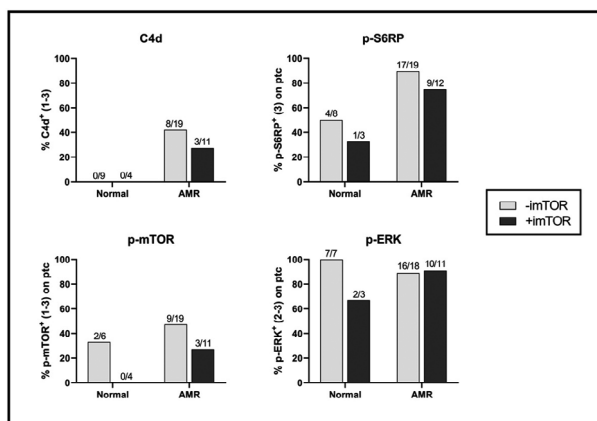 C4d
% C4d⁺ (1-3)
100
80
60
40
20
0
0/9
0/4
8/19
3/11
Normal
AMR
p-S6RP
% p-S6RP⁺ (3) on ptc
100
80
60
40
20
0
4/8
1/3
17/19
9/12
Normal
AMR
-imTOR
+imTOR
p-mTOR
% p-mTOR⁺ (1-3) on ptc
100
80
60
40
20
0
2/6
0/4
9/19
3/11
Normal
AMR
p-ERK
% p-ERK⁺ (2-3) on ptc
100
80
60
40
20
0
7/7
2/3
16/18
10/11
Normal
AMR